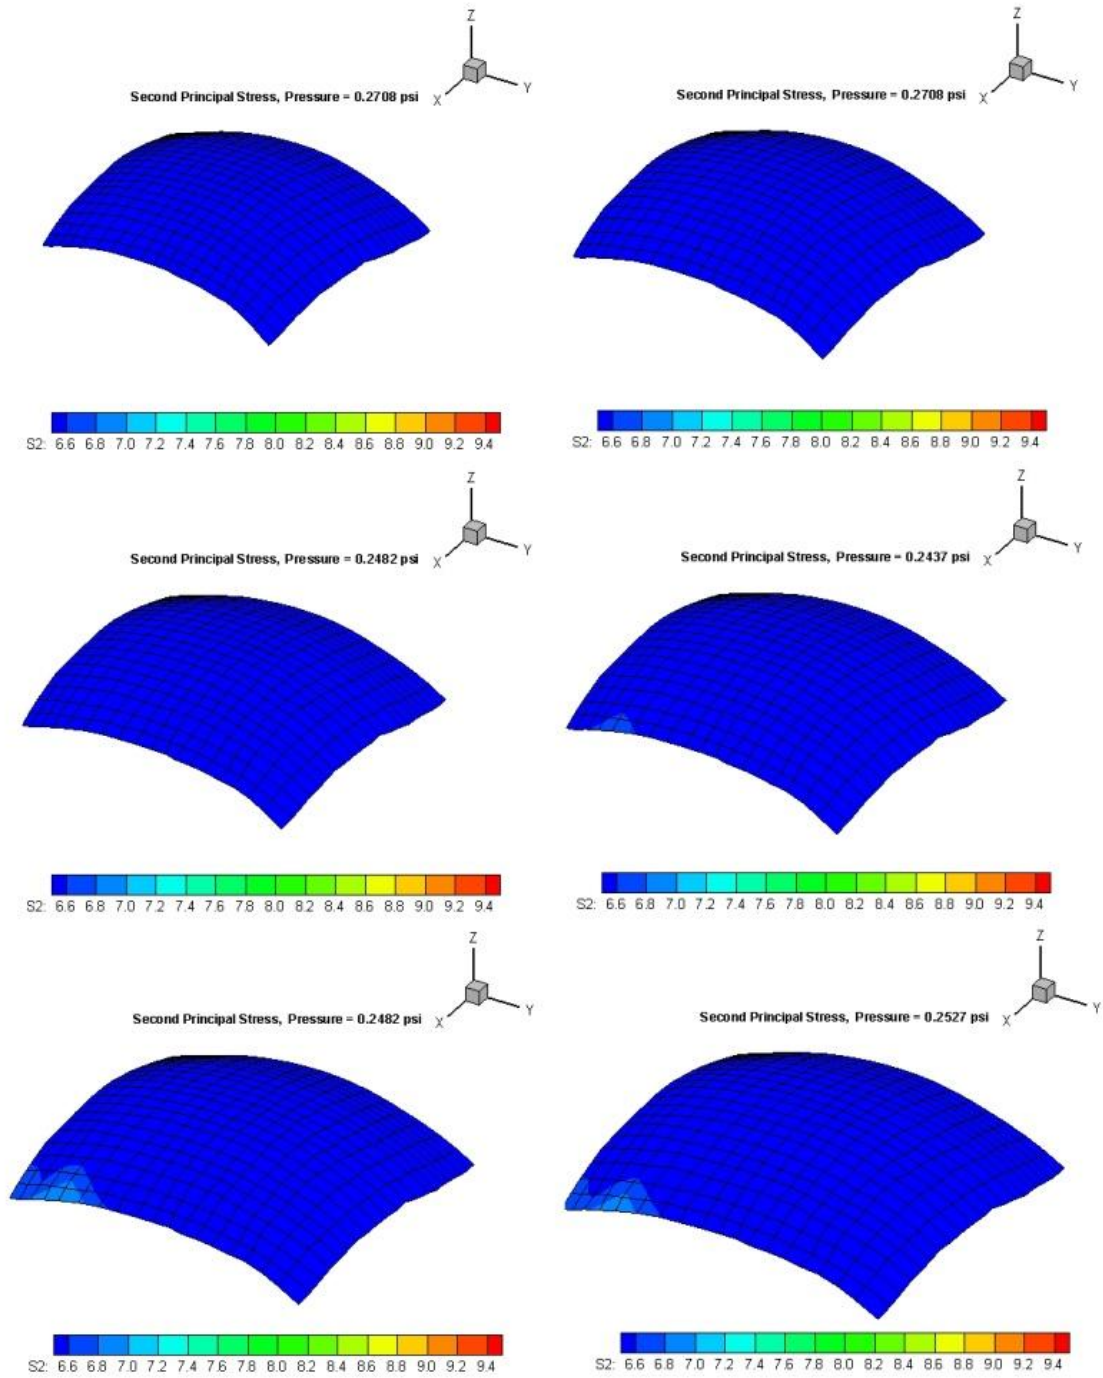 Z
X
Y
Second Principal Stress, Pressure = 0.2708 psi
S2: 6.6 6.8 7.0 7.2 7.4 7.6 7.8 8.0 8.2 8.4 8.6 8.8 9.0 9.2 9.4
Z
X
Y
Second Principal Stress, Pressure = 0.2708 psi
S2: 6.6 6.8 7.0 7.2 7.4 7.6 7.8 8.0 8.2 8.4 8.6 8.8 9.0 9.2 9.4
Z
X
Y
Second Principal Stress, Pressure = 0.2482 psi
S2: 6.6 6.8 7.0 7.2 7.4 7.6 7.8 8.0 8.2 8.4 8.6 8.8 9.0 9.2 9.4
Z
X
Y
Second Principal Stress, Pressure = 0.2437 psi
S2: 6.6 6.8 7.0 7.2 7.4 7.6 7.8 8.0 8.2 8.4 8.6 8.8 9.0 9.2 9.4
Z
X
Y
Second Principal Stress, Pressure = 0.2482 psi
S2: 6.6 6.8 7.0 7.2 7.4 7.6 7.8 8.0 8.2 8.4 8.6 8.8 9.0 9.2 9.4
Z
X
Y
Second Principal Stress, Pressure = 0.2527 psi
S2: 6.6 6.8 7.0 7.2 7.4 7.6 7.8 8.0 8.2 8.4 8.6 8.8 9.0 9.2 9.4